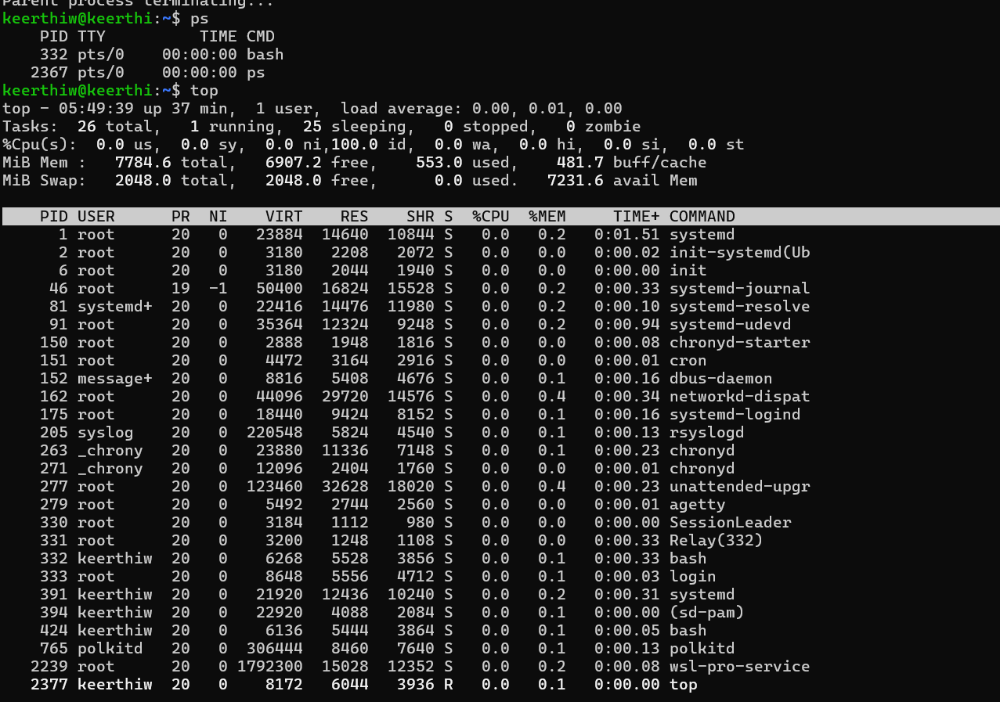 Parent process terminating...
keerthiw@keerthi:~$ ps
    PID TTY          TIME CMD
    332 pts/0    00:00:00 bash
   2367 pts/0    00:00:00 ps
keerthiw@keerthi:~$ top
top - 05:49:39 up 37 min,  1 user,  load average: 0.00, 0.01, 0.00
Tasks:  26 total,   1 running,  25 sleeping,   0 stopped,   0 zombie
%Cpu(s):  0.0 us,  0.0 sy,  0.0 ni,100.0 id,  0.0 wa,  0.0 hi,  0.0 si,  0.0 st
MiB Mem :   7784.6 total,   6907.2 free,    553.0 used,    481.7 buff/cache
MiB Swap:   2048.0 total,   2048.0 free,      0.0 used.   7231.6 avail Mem
    PID USER      PR  NI    VIRT    RES    SHR S  %CPU  %MEM     TIME+ COMMAND
      1 root      20   0   23884  14640  10844 S   0.0   0.2   0:01.51 systemd
      2 root      20   0    3180   2208   2072 S   0.0   0.0   0:00.02 init-systemd(Ub
      6 root      20   0    3180   2044   1940 S   0.0   0.0   0:00.00 init
     46 root      19  -1   50400  16824  15528 S   0.0   0.2   0:00.33 systemd-journal
     81 systemd+  20   0   22416  14476  11980 S   0.0   0.2   0:00.10 systemd-resolve
     91 root      20   0   35364  12324   9248 S   0.0   0.2   0:00.94 systemd-udevd
    150 root      20   0    2888   1948   1816 S   0.0   0.0   0:00.08 chronyd-starter
    151 root      20   0    4472   3164   2916 S   0.0   0.0   0:00.01 cron
    152 message+  20   0    8816   5408   4676 S   0.0   0.1   0:00.16 dbus-daemon
    162 root      20   0   44096  29720  14576 S   0.0   0.4   0:00.34 networkd-dispat
    175 root      20   0   18440   9424   8152 S   0.0   0.1   0:00.16 systemd-logind
    205 syslog    20   0  220548   5824   4540 S   0.0   0.1   0:00.13 rsyslogd
    263 _chrony   20   0   23880  11336   7148 S   0.0   0.1   0:00.23 chronyd
    271 _chrony   20   0   12096   2404   1760 S   0.0   0.0   0:00.01 chronyd
    277 root      20   0  123460  32628  18020 S   0.0   0.4   0:00.23 unattended-upgr
    279 root      20   0    5492   2744   2560 S   0.0   0.0   0:00.01 agetty
    330 root      20   0    3184   1112    980 S   0.0   0.0   0:00.00 SessionLeader
    331 root      20   0    3200   1248   1108 S   0.0   0.0   0:00.33 Relay(332)
    332 keerthiw  20   0    6268   5528   3856 S   0.0   0.1   0:00.33 bash
    333 root      20   0    8648   5556   4712 S   0.0   0.1   0:00.03 login
    391 keerthiw  20   0   21920  12436  10240 S   0.0   0.2   0:00.31 systemd
    394 keerthiw  20   0   22920   4088   2084 S   0.0   0.1   0:00.00 (sd-pam)
    424 keerthiw  20   0    6136   5444   3864 S   0.0   0.1   0:00.05 bash
    765 polkitd   20   0  306444   8460   7640 S   0.0   0.1   0:00.13 polkitd
   2239 root      20   0 1792300  15028  12352 S   0.0   0.2   0:00.08 wsl-pro-service
   2377 keerthiw  20   0    8172   6044   3936 R   0.0   0.1   0:00.00 top